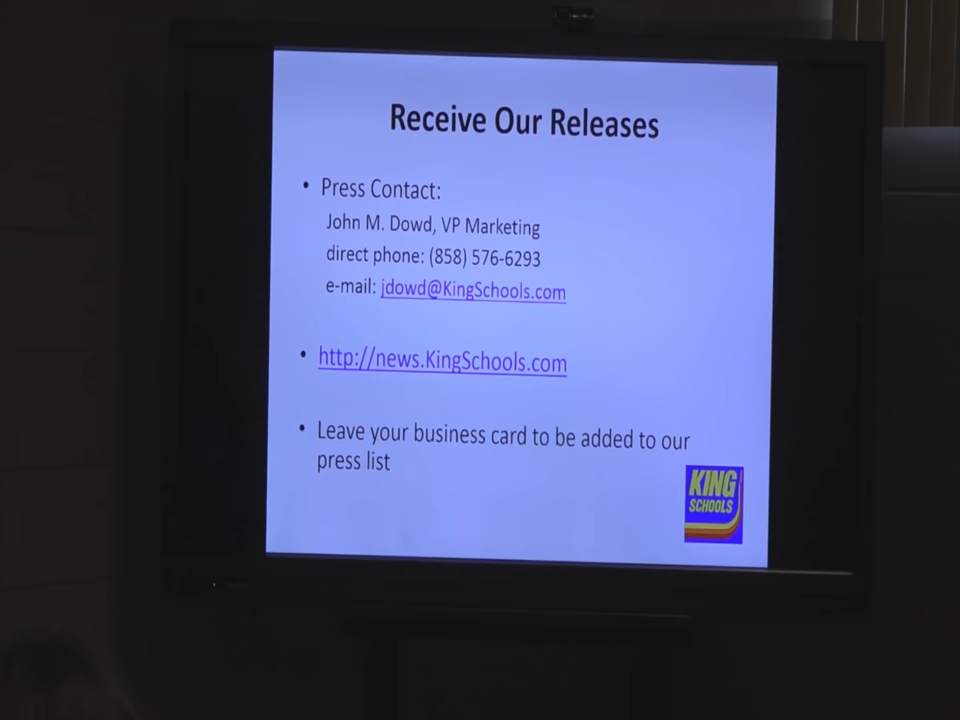 Receive Our Releases
• Press Contact:
John M. Dowd, VP Marketing
direct phone: (858) 576-6293
e-mail: jdowd@KingSchools.com
• http://news.KingSchools.com
• Leave your business card to be added to our
press list
KING
SCHOOLS